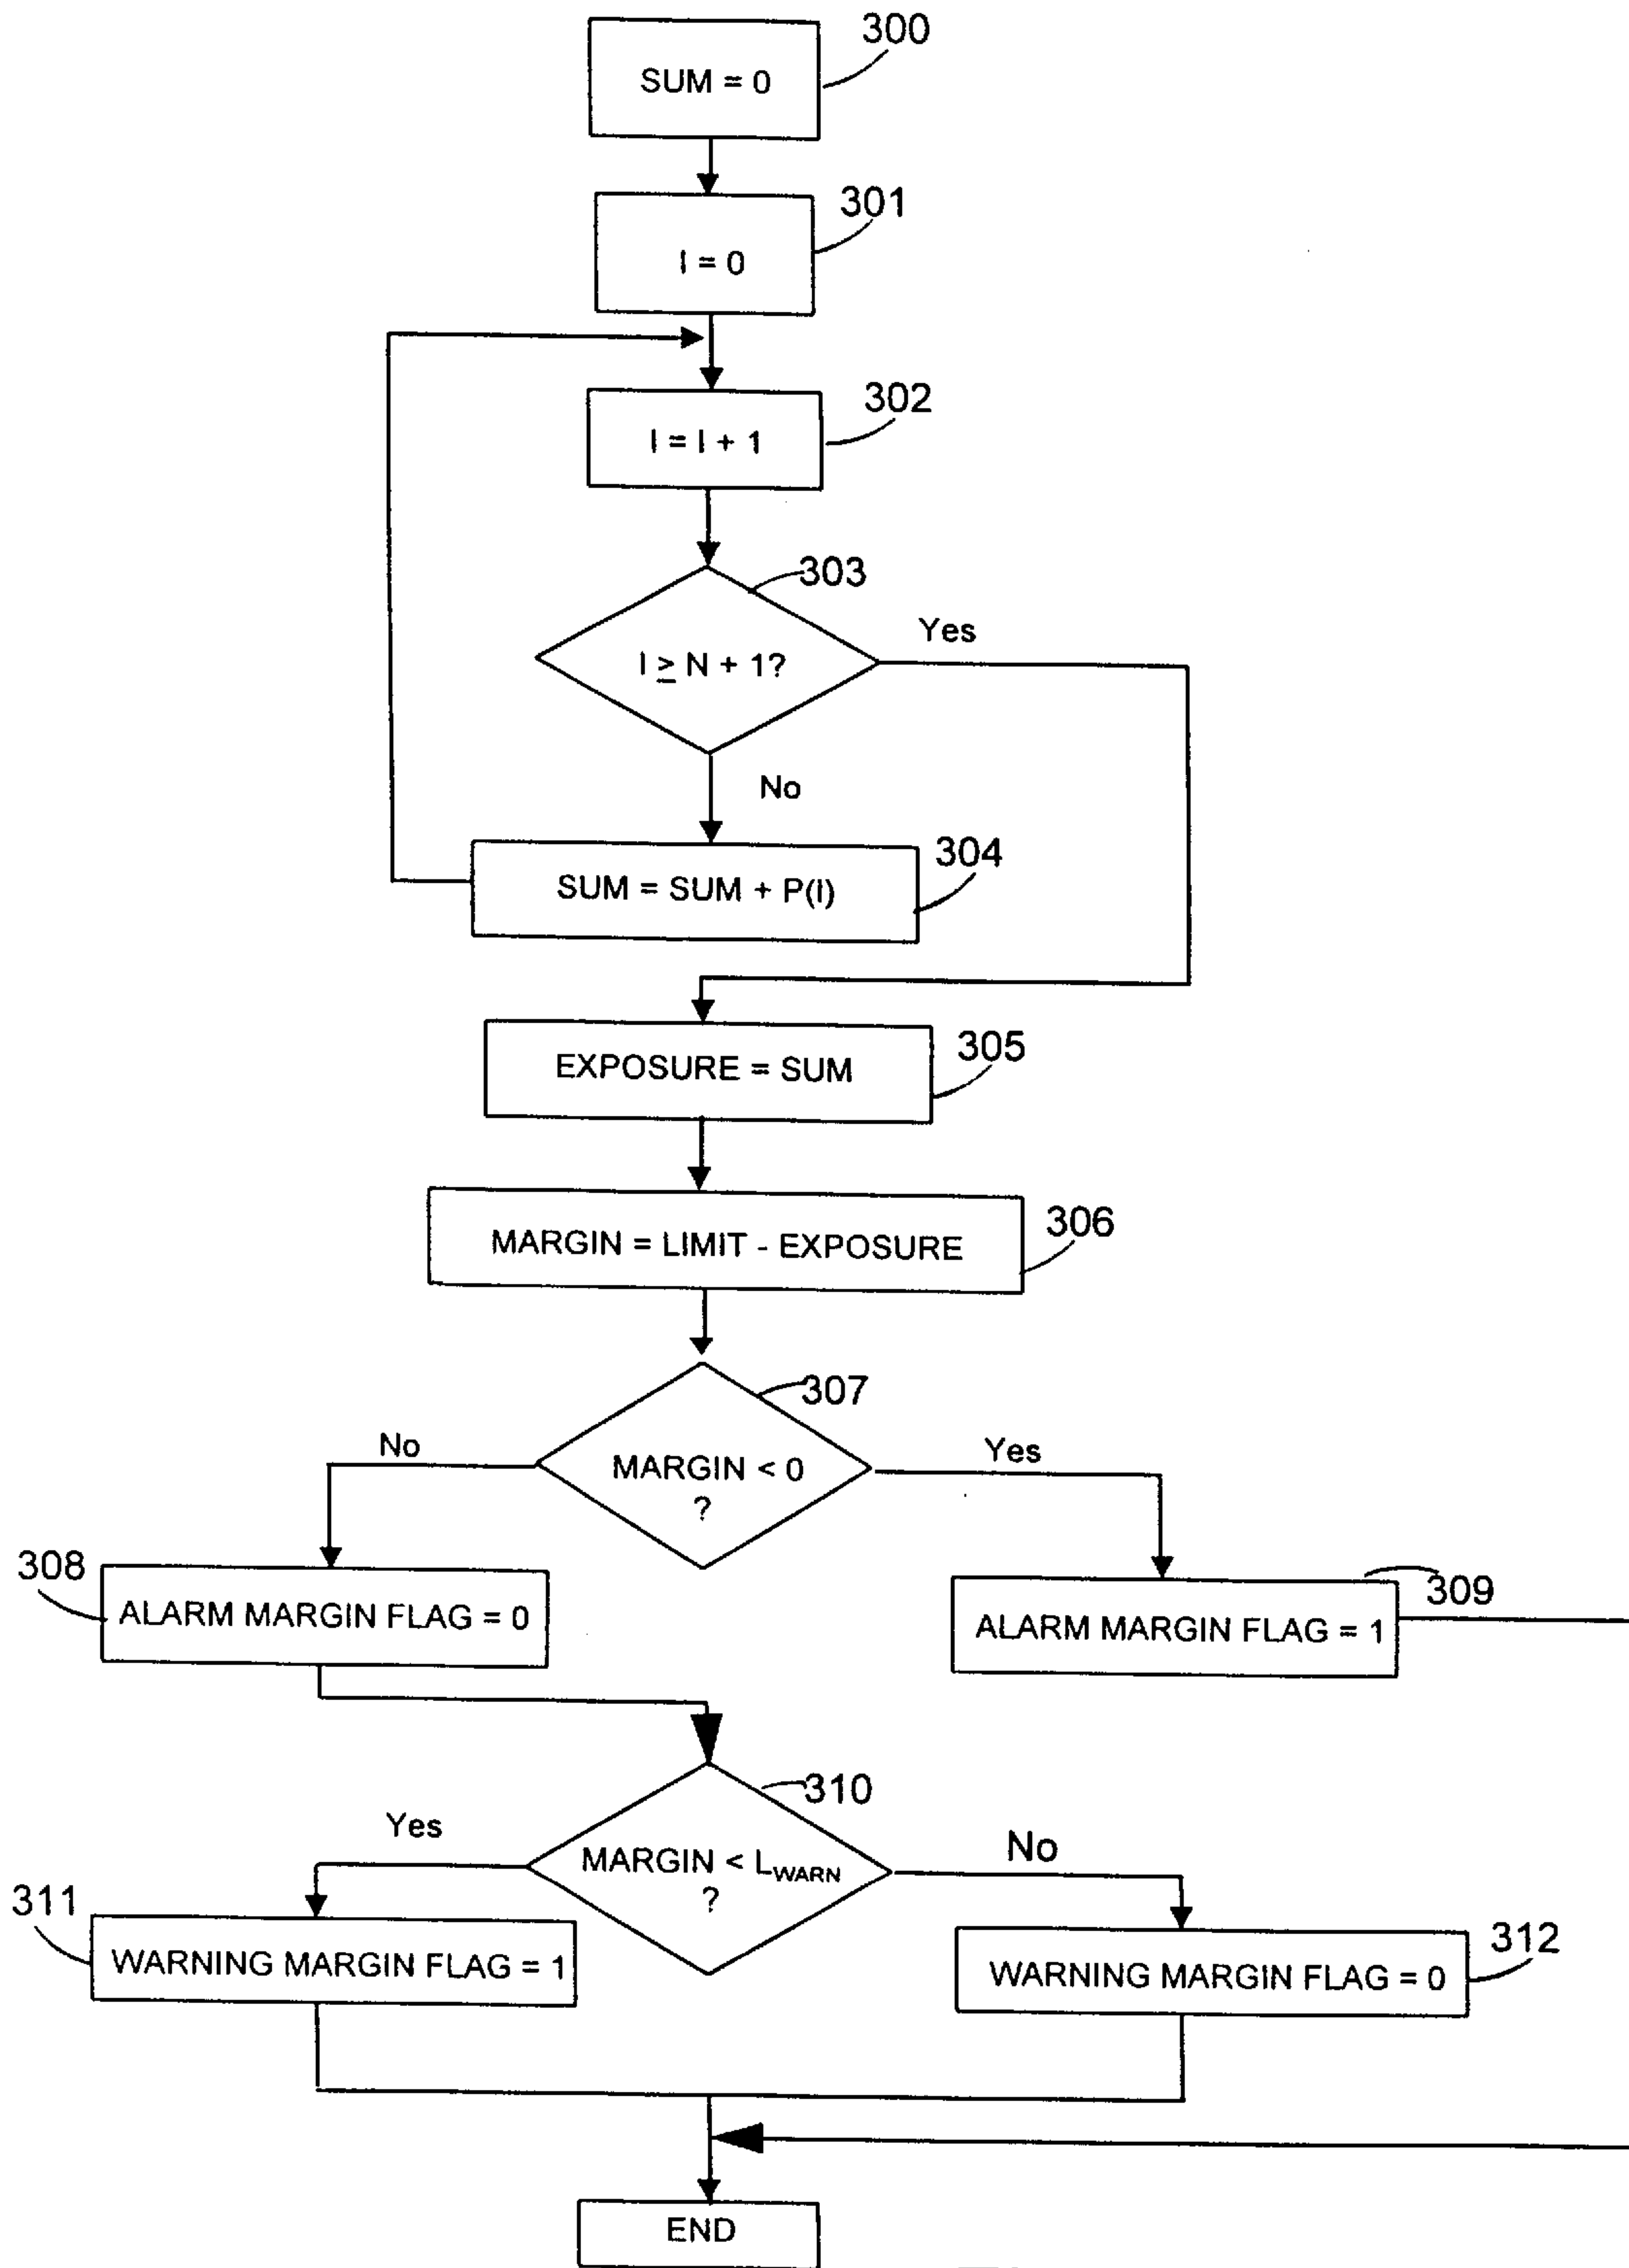 300
SUM = 0
301
I = 0
302
I = I + 1
303
Yes
I ≥ N + 1?
No
304
SUM = SUM + P(I)
305
EXPOSURE = SUM
306
MARGIN = LIMIT - EXPOSURE
307
No
Yes
MARGIN < 0
?
308
309
ALARM MARGIN FLAG = 0
ALARM MARGIN FLAG = 1
310
Yes
No
MARGIN < LWARN
?
311
312
WARNING MARGIN FLAG = 1
WARNING MARGIN FLAG = 0
END